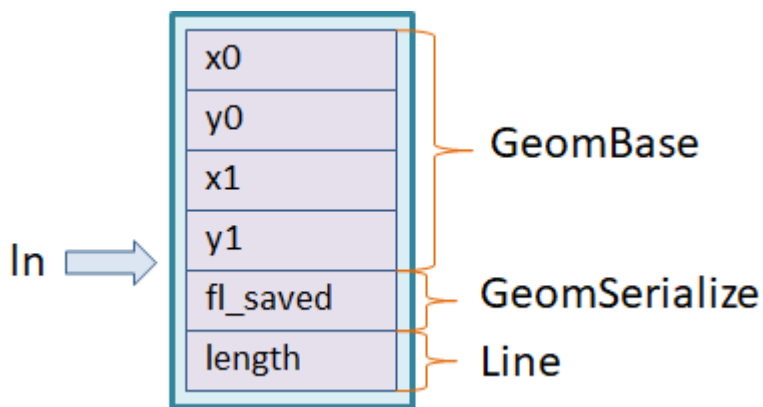 x0
y0
x1
y1
fl_saved
length
GeomBase
GeomSerialize
Line
ln